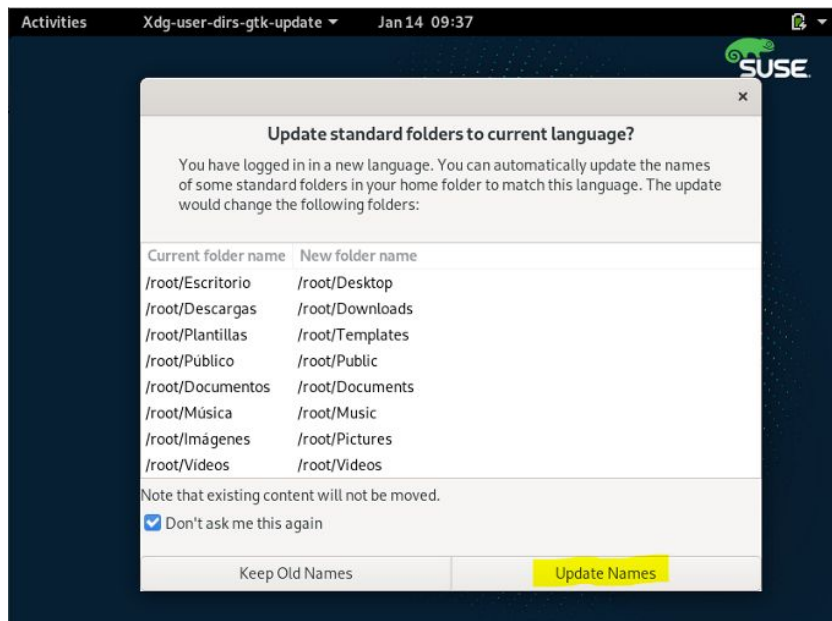 Activities Xdg-user-dirs-gtk-update Jan 14 09:37
SUSE.
Update standard folders to current language?
You have logged in in a new language. You can automatically update the names
of some standard folders in your home folder to match this language. The update
would change the following folders:
Current folder name New folder name
/root/Escritorio /root/Desktop
/root/Descargas /root/Downloads
/root/Plantillas /root/Templates
/root/Público /root/Public
/root/Documentos /root/Documents
/root/Música /root/Music
/root/Imágenes /root/Pictures
/root/Vídeos /root/Videos
Note that existing content will not be moved.
Don't ask me this again
Keep Old Names Update Names